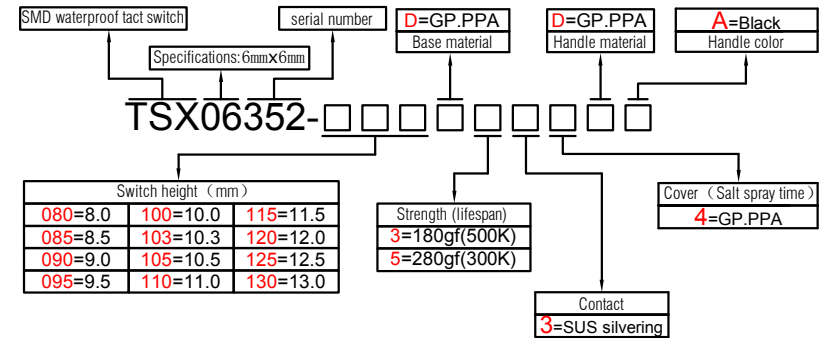 SMD waterproof tact switch
serial number
D=GP.PPA
Base material
D=GP.PPA
Handle material
A=Black
Handle color
Specifications:6mm×6mm
TSX06352-□□□□□□□□□
Switch height（mm）
080=8.0 100=10.0 115=11.5
085=8.5 103=10.3 120=12.0
090=9.0 105=10.5 125=12.5
095=9.5 110=11.0 130=13.0
Strength (lifespan)
3=180gf(500K)
5=280gf(300K)
Cover（Salt spray time）
4=GP.PPA
Contact
3=SUS silvering